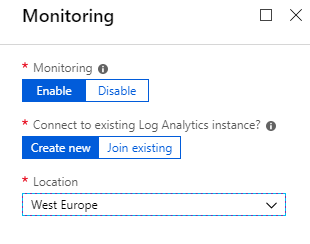 Monitoring
* Monitoring
Enable Disable
* Connect to existing Log Analytics instance?
Create new Join existing
* Location
West Europe